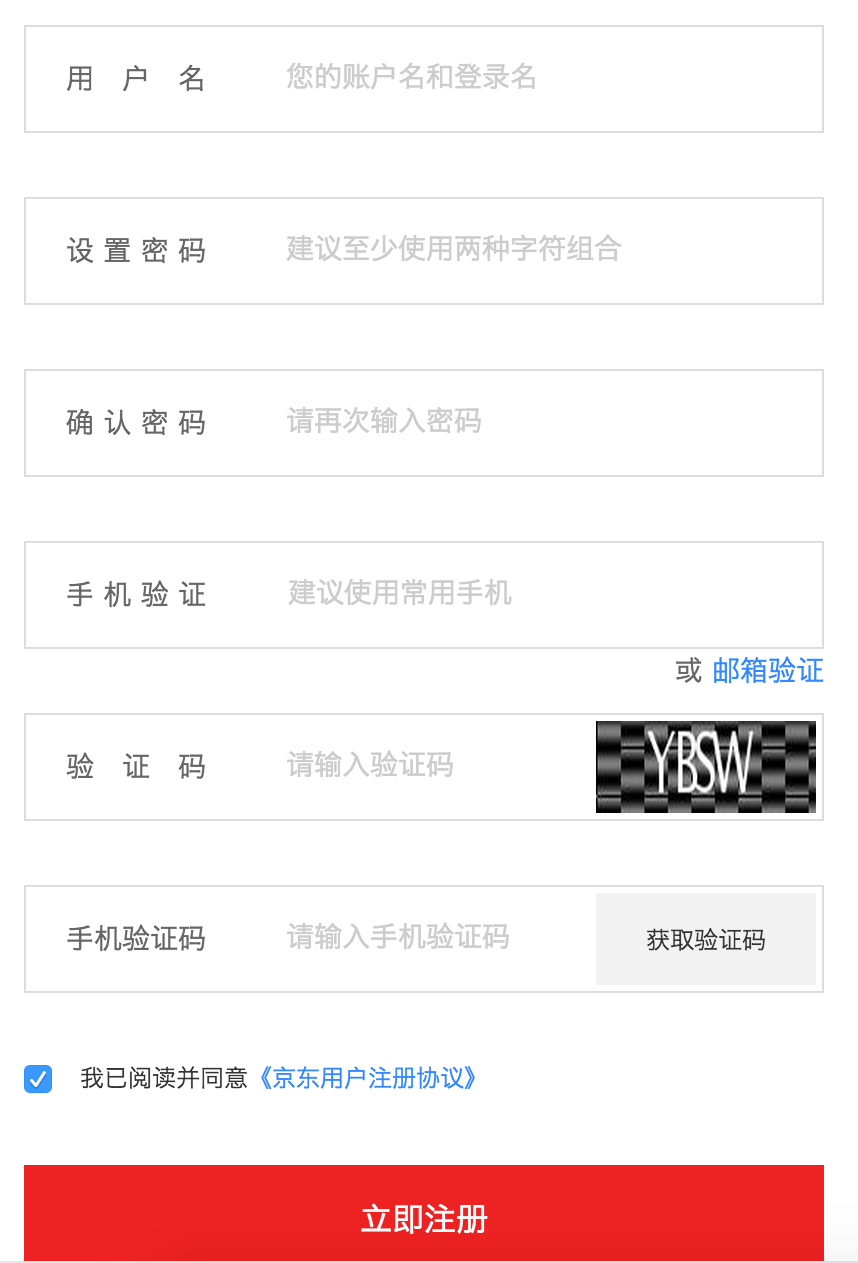 用户名 您的账户名和登录名
设置密码 建议至少使用两种字符组合
确认密码 请再次输入密码
手机验证 建议使用常用手机
或 邮箱验证
验证码 请输入验证码 YBSW
手机验证码 请输入手机验证码 获取验证码
我已阅读并同意《京东用户注册协议》
立即注册